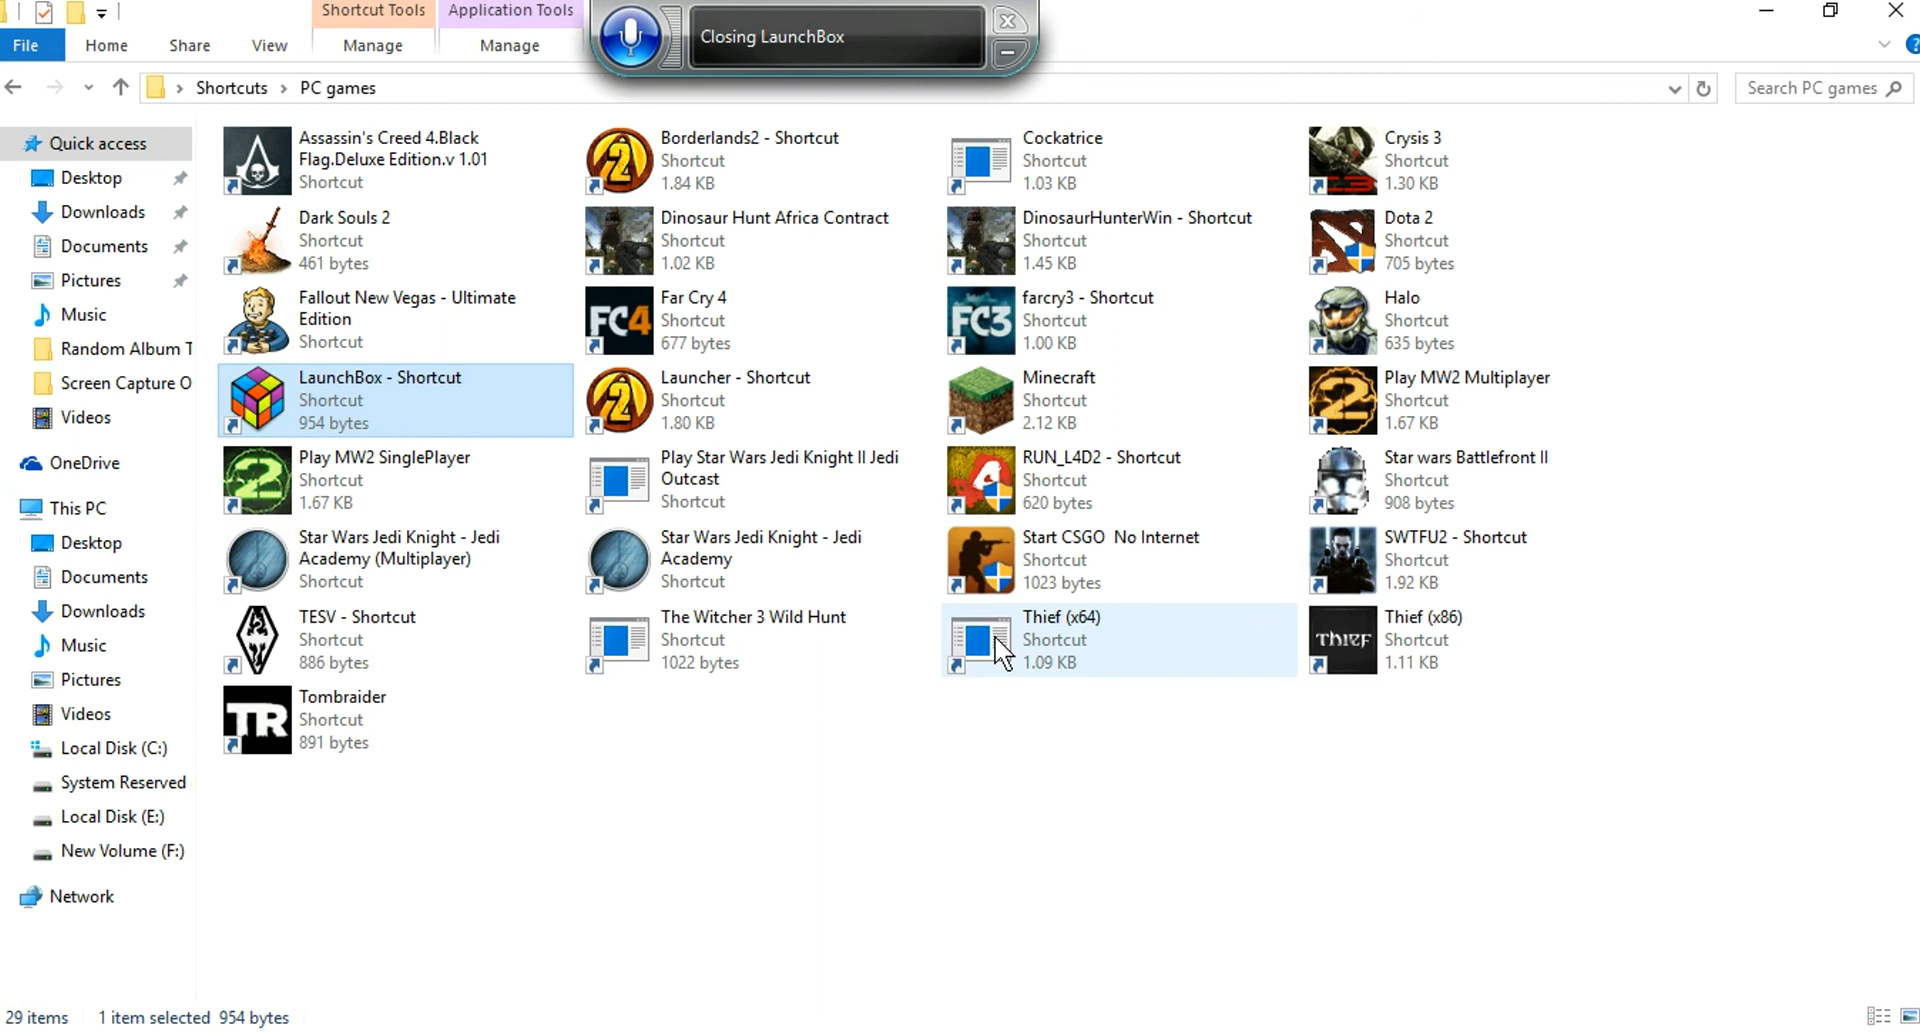 Shortcut Tools
Application Tools
Closing LaunchBox
File
Home
Share
View
Manage
Manage
Shortcuts
PC games
Search PC games
Quick access
Desktop
Downloads
Documents
Pictures
Music
Random Album T
Screen Capture O
Videos
OneDrive
This PC
Desktop
Documents
Downloads
Music
Pictures
Videos
Local Disk (C:)
System Reserved
Local Disk (E:)
New Volume (F:)
Network
Assassin's Creed 4.Black
Flag.Deluxe Edition.v 1.01
Shortcut
Borderlands2 - Shortcut
Shortcut
1.84 KB
Cockatrice
Shortcut
1.03 KB
Crysis 3
Shortcut
1.30 KB
Dark Souls 2
Shortcut
461 bytes
Dinosaur Hunt Africa Contract
Shortcut
1.02 KB
DinosaurHunterWin - Shortcut
Shortcut
1.45 KB
Dota 2
Shortcut
705 bytes
Fallout New Vegas - Ultimate
Edition
Shortcut
FC4
Far Cry 4
Shortcut
677 bytes
FC3
farcry3 - Shortcut
Shortcut
1.00 KB
Halo
Shortcut
635 bytes
LaunchBox - Shortcut
Shortcut
954 bytes
2
Launcher - Shortcut
Shortcut
1.80 KB
Minecraft
Shortcut
2.12 KB
2
Play MW2 Multiplayer
Shortcut
1.67 KB
2
Play MW2 SinglePlayer
Shortcut
1.67 KB
Play Star Wars Jedi Knight II Jedi
Outcast
Shortcut
RUN_L4D2 - Shortcut
Shortcut
620 bytes
Star wars Battlefront II
Shortcut
908 bytes
Star Wars Jedi Knight - Jedi
Academy (Multiplayer)
Shortcut
Star Wars Jedi Knight - Jedi
Academy
Shortcut
Start CSGO No Internet
Shortcut
1023 bytes
SWTFU2 - Shortcut
Shortcut
1.92 KB
TESV - Shortcut
Shortcut
886 bytes
The Witcher 3 Wild Hunt
Shortcut
1022 bytes
Thief (x64)
Shortcut
1.09 KB
THIEF
Thief (x86)
Shortcut
1.11 KB
TR
Tombraider
Shortcut
891 bytes
29 items
1 item selected 954 bytes